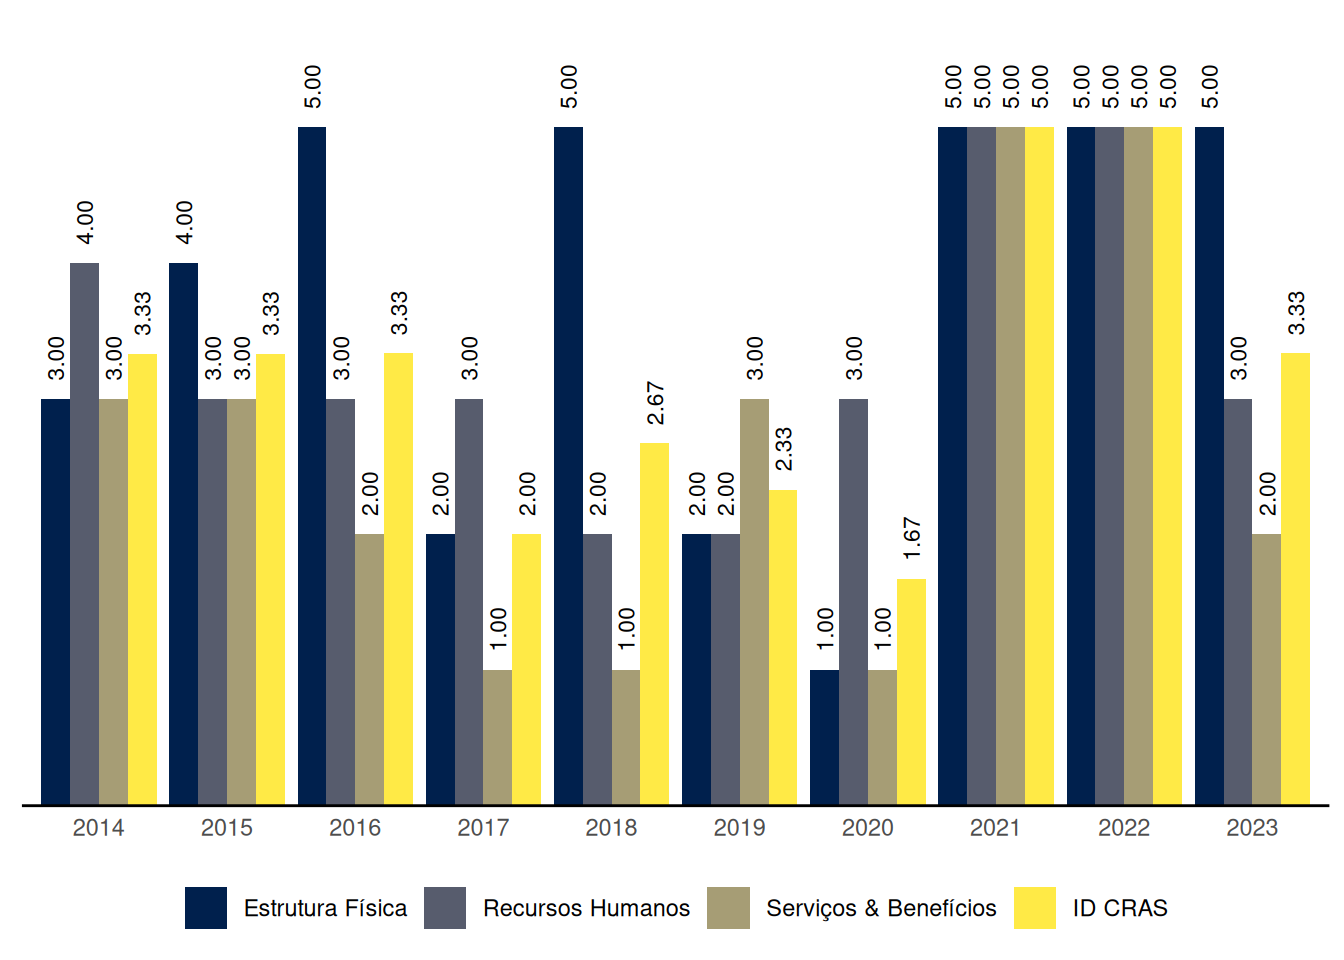 3.00 4.00 3.00 3.33 4.00 3.00 3.00 3.33 5.00 3.00 2.00 3.33 2.00 3.00 1.00 2.00 5.00 2.00 1.00 2.67 2.00 2.00 3.00 2.33 1.00 3.00 1.00 1.67 5.00 5.00 5.00 5.00 5.00 5.00 5.00 5.00 5.00 3.00 2.00 3.33
2014 2015 2016 2017 2018 2019 2020 2021 2022 2023
Estrutura Física Recursos Humanos Serviços & Benefícios ID CRAS